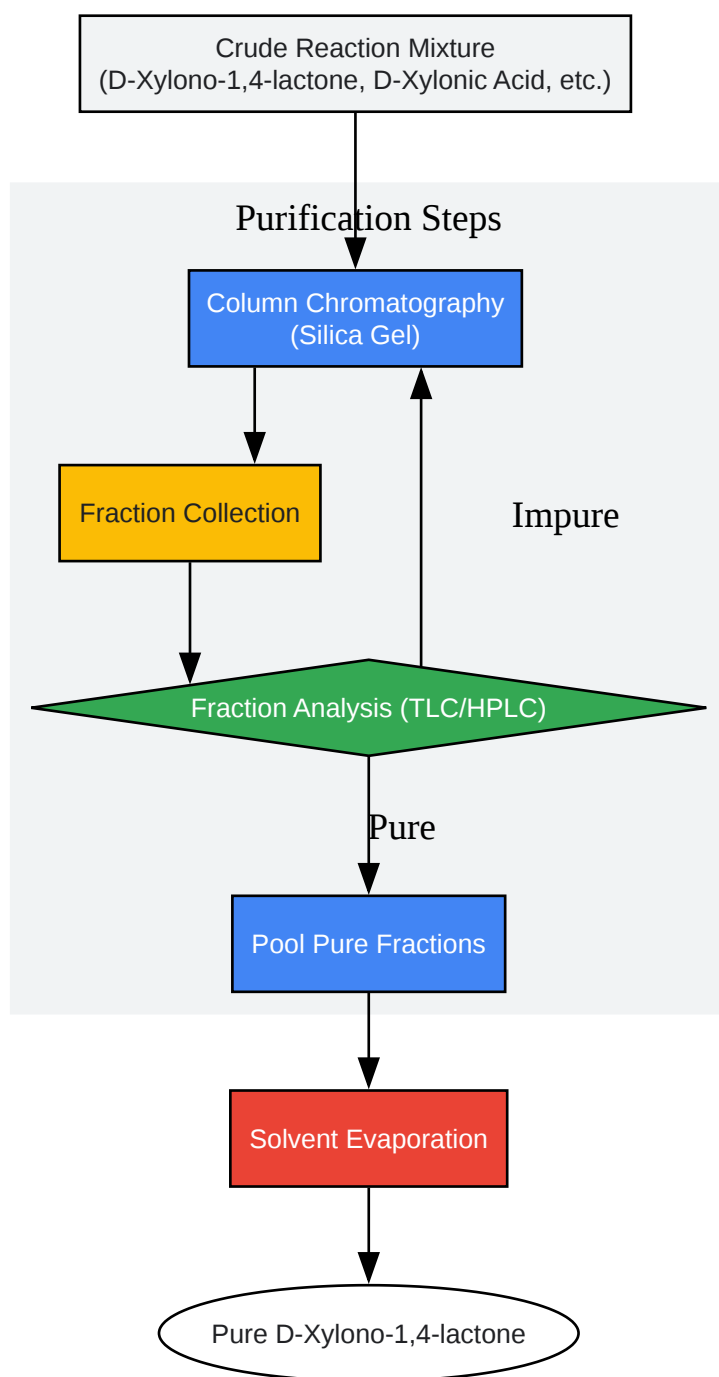 Crude Reaction Mixture
(D-Xylono-1,4-lactone, D-Xylonic Acid, etc.)
Purification Steps
Column Chromatography
(Silica Gel)
Fraction Collection
Impure
Fraction Analysis (TLC/HPLC)
Pure
Pool Pure Fractions
Solvent Evaporation
Pure D-Xylono-1,4-lactone